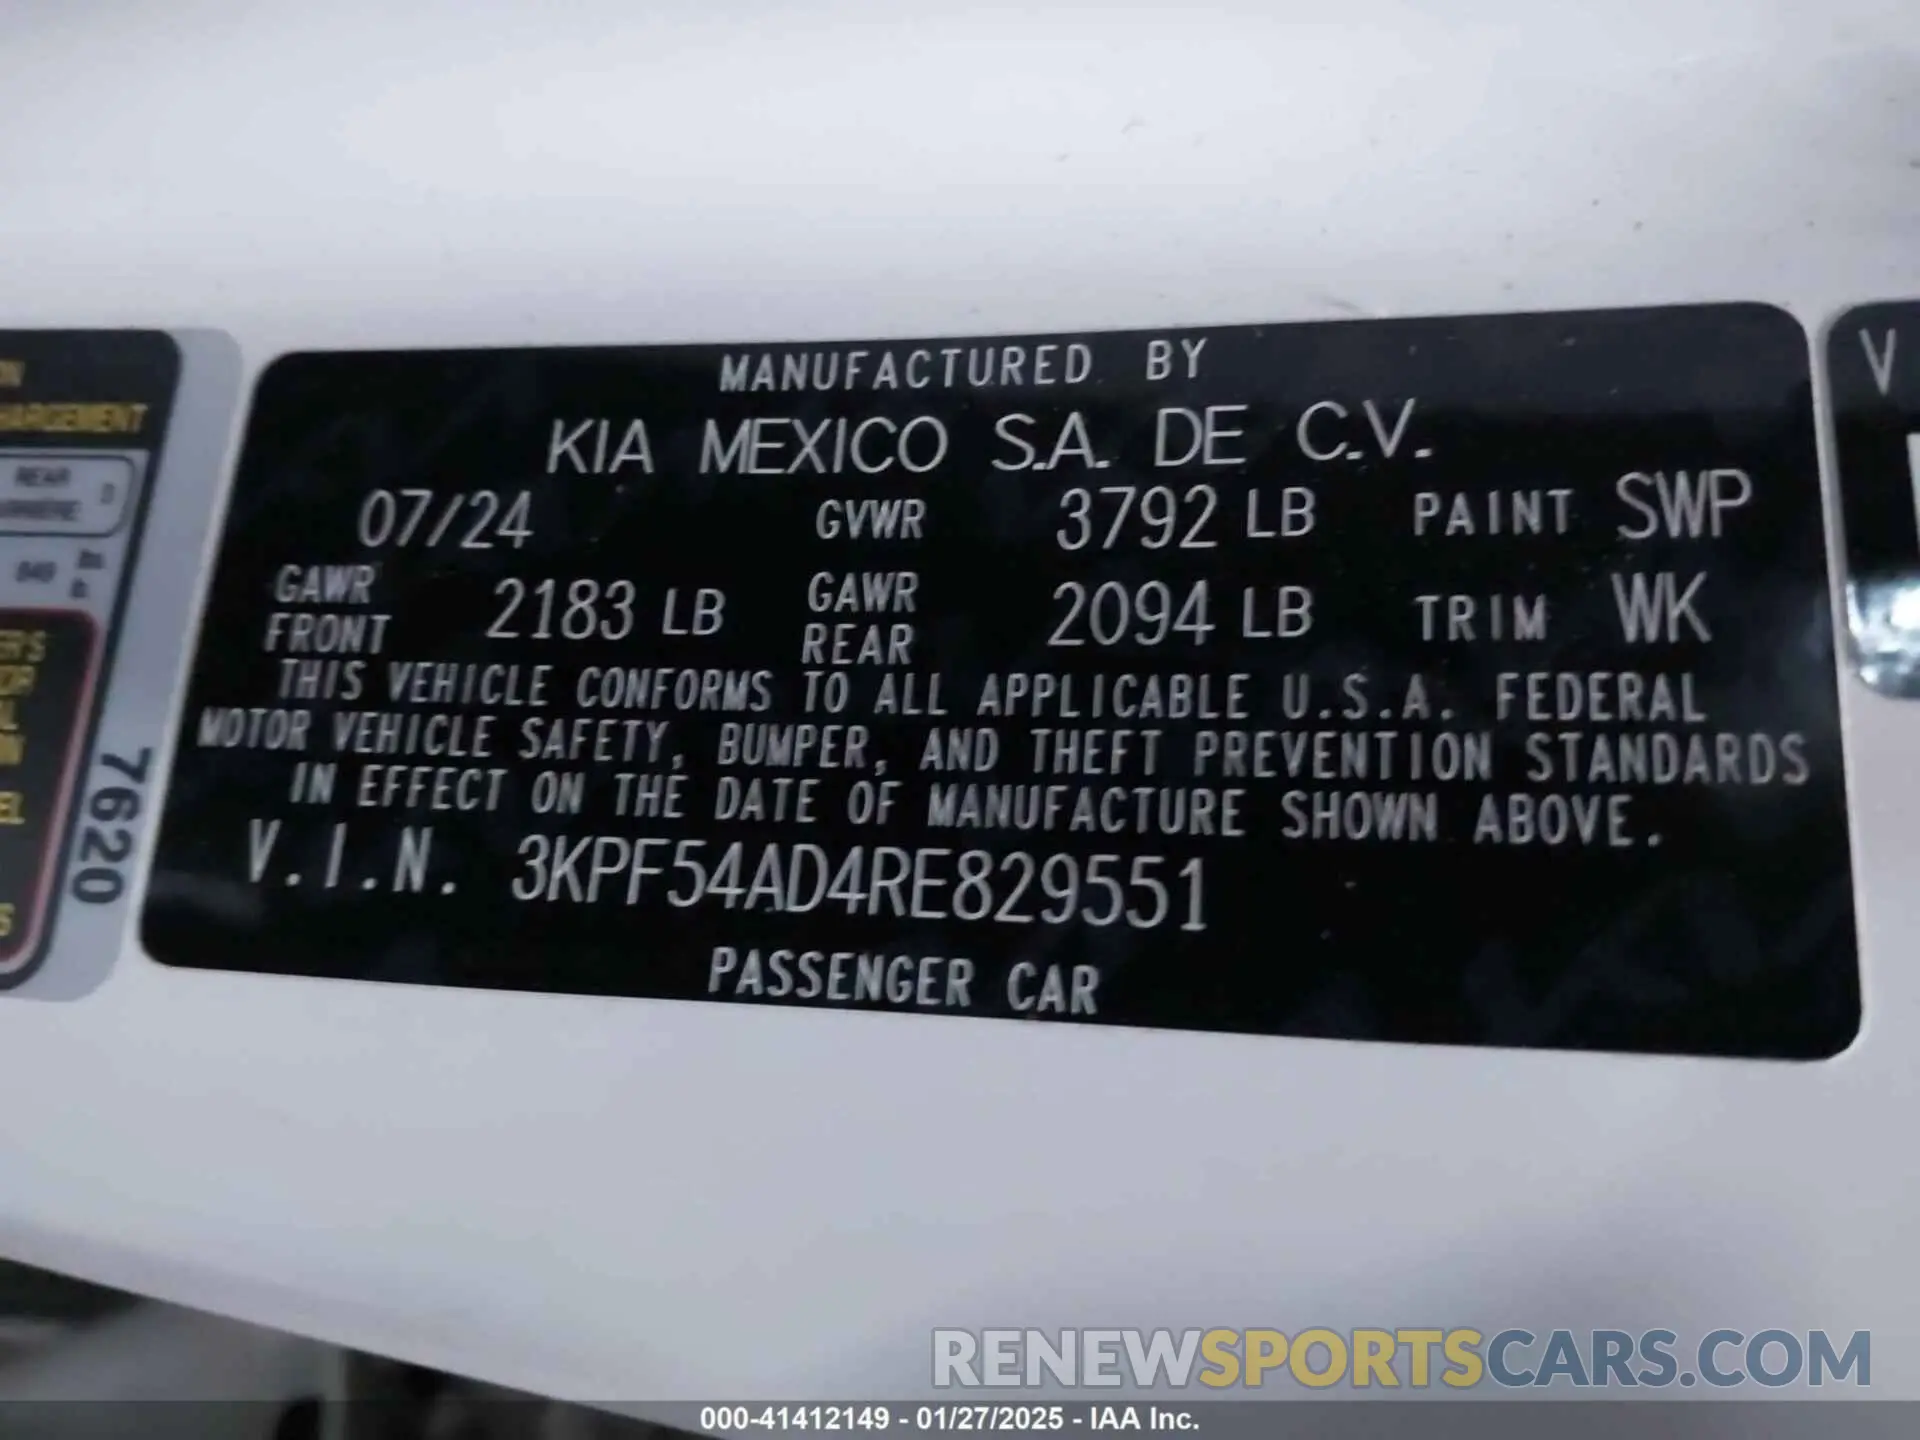 MANUFACTURED BY
KIA MEXICO S.A. DE C.V.
07/24 GVWR 3792 LB PAINT SWP
GAWR FRONT 2183 LB GAWR REAR 2094 LB TRIM WK
THIS VEHICLE CONFORMS TO ALL APPLICABLE U.S.A. FEDERAL
MOTOR VEHICLE SAFETY, BUMPER, AND THEFT PREVENTION STANDARDS
IN EFFECT ON THE DATE OF MANUFACTURE SHOWN ABOVE.
V.I.N. 3KPF54AD4RE829551
PASSENGER CAR
REAR
7620
V
RENEWSPORTSCARS.COM
000-41412149 - 01/27/2025 - IAA Inc.